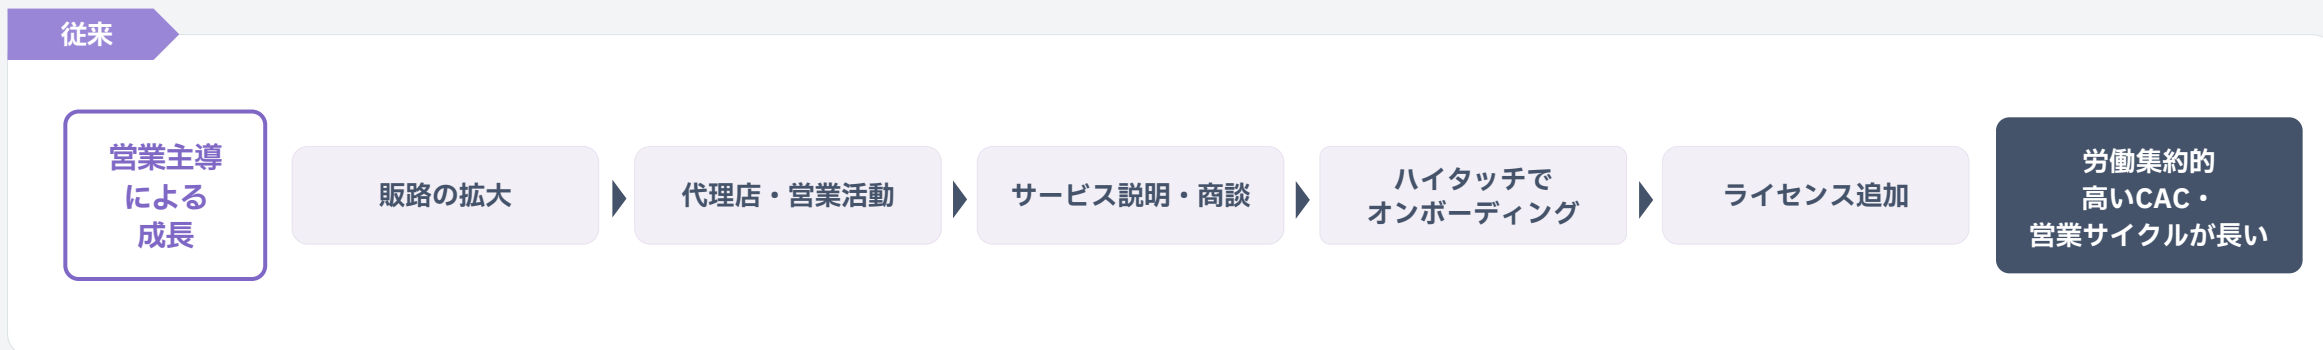 従来
営業主導
による
成長
販路の拡大
代理店・営業活動
サービス説明・商談
ハイタッチで
オンボーディング
ライセンス追加
労働集約的
高いCAC・
営業サイクルが長い